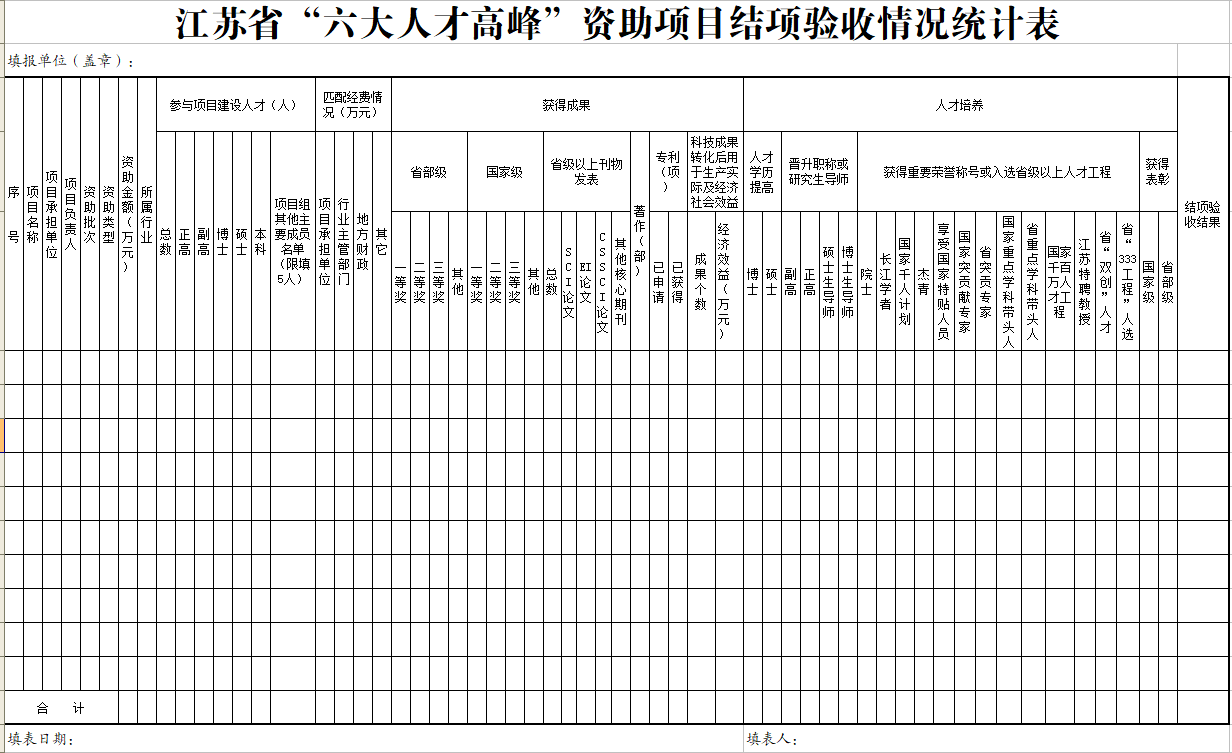 江苏省“六大人才高峰”资助项目结项验收情况统计表
填报单位（盖章）：
序号
项目名称
项目承担单位
项目负责人
资助批次
资助类型
资助金额（万元）
所属行业
参与项目建设人才（人）
总数
正高
副高
博士
硕士
本科
项目组其他主要成员名单（限填5人）
匹配经费情况（万元）
项目承担单位
行业主管部门
地方财政
其它
获得成果
省部级
一等奖
二等奖
三等奖
其他
国家级
一等奖
二等奖
三等奖
其他
省级以上刊物发表
总数
SCI论文
EI论文
CSSCI论文
其他核心期刊
著作（部）
专利（项）
已申请
已获得
科技成果转化后用于生产实际及经济社会效益
成果个数
经济效益（万元）
人才培养
人才学历提高
博士
硕士
晋升职称或研究生导师
副高
正高
硕士生导师
博士生导师
获得重要荣誉称号或入选省级以上人才工程
院士
长江学者
国家千人计划
杰青
享受国家特贴人员
国家突贡献专家
省突贡专家
国家重点学科带头人
省重点学科带头人
国家百千万人才工程
江苏特聘教授
省“双创”人才
省“333工程”人选
获得表彰
国家级
省部级
结项验收结果
合 计
填表日期：
填表人：